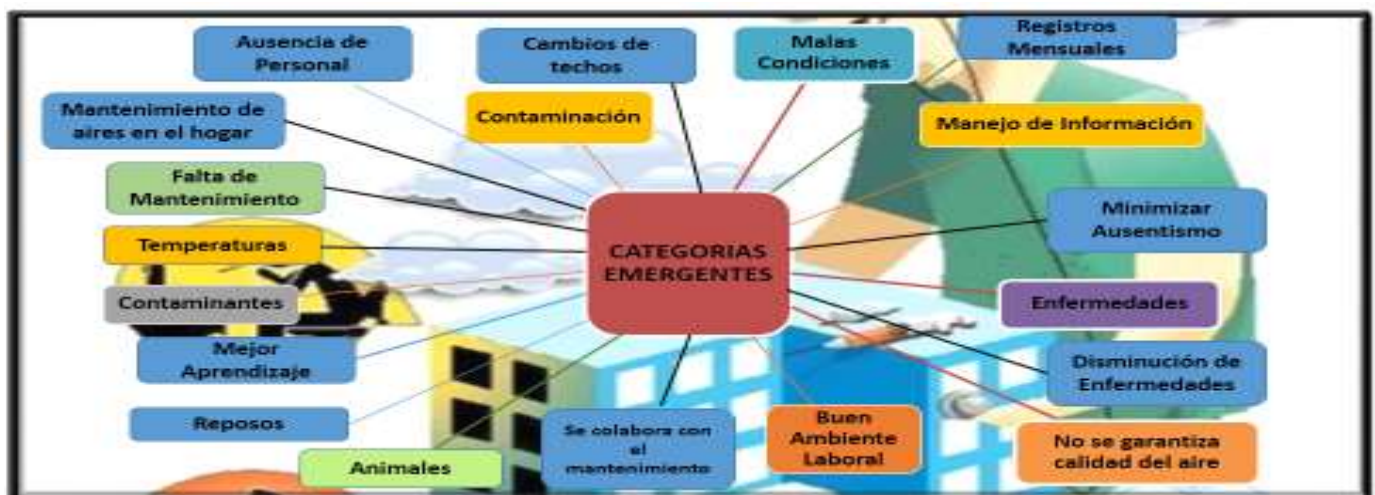 Ausencia de
Personal
Cambios de
techos
Malas
Condiciones
Registros
Mensuales
Mantenimiento de
aires en el hogar
Contaminación
Manejo de Información
Falta de
Mantenimiento
Minimizar
Ausentismo
Temperaturas
CATEGORIAS
EMERGENTES
Contaminantes
Enfermedades
Mejor
Aprendizaje
Disminución de
Enfermedades
Reposos
Se colabora con
el
mantenimiento
Buen
Ambiente
Laboral
No se garantiza
calidad del aire
Animales